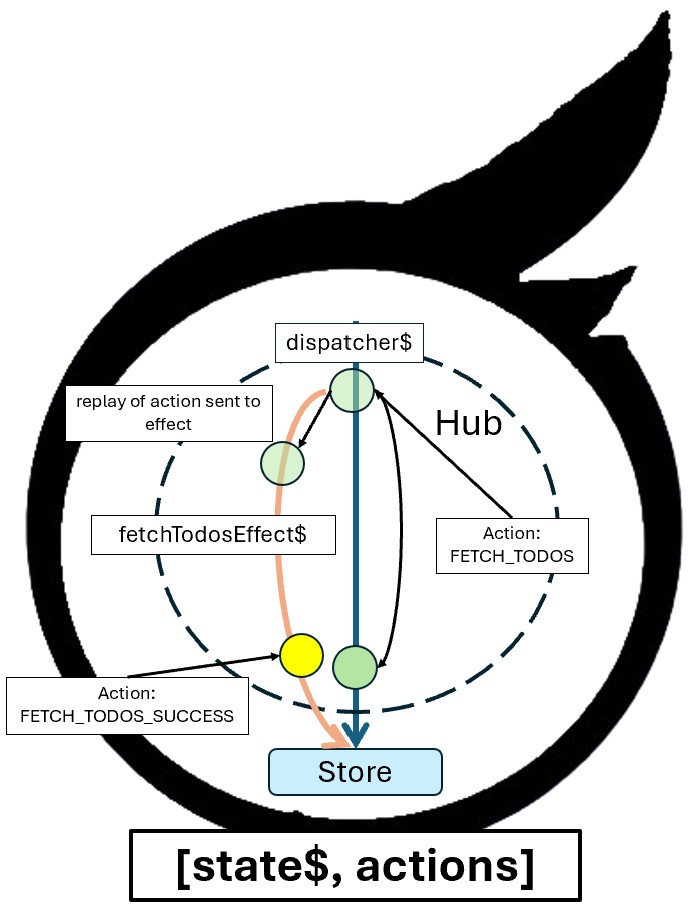 dispatcher$
replay of action sent to
effect
Hub
fetchTodosEffect$
Action:
FETCH_TODOS
Action:
FETCH_TODOS_SUCCESS
Store
[state$, actions]